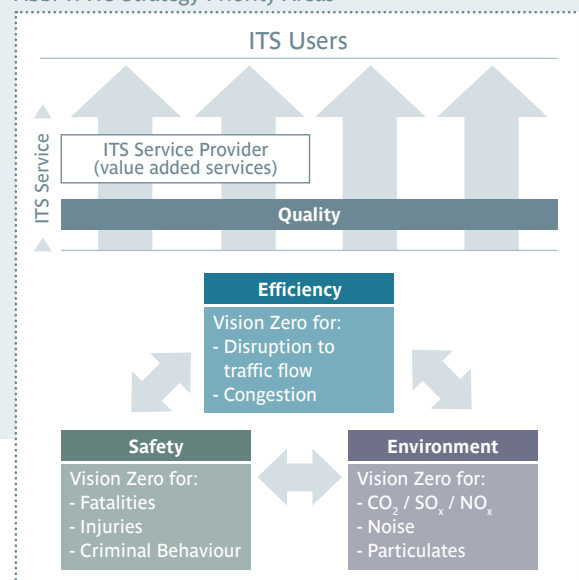 ITS Users
ITS Service
ITS Service Provider
(value added services)
Quality
Efficiency
Vision Zero for:
- Disruption to
traffic flow
- Congestion
Safety
Vision Zero for:
- Fatalities
- Injuries
- Criminal Behaviour
Environment
Vision Zero for:
- CO₂ / SOₓ / NOₓ
- Noise
- Particulates